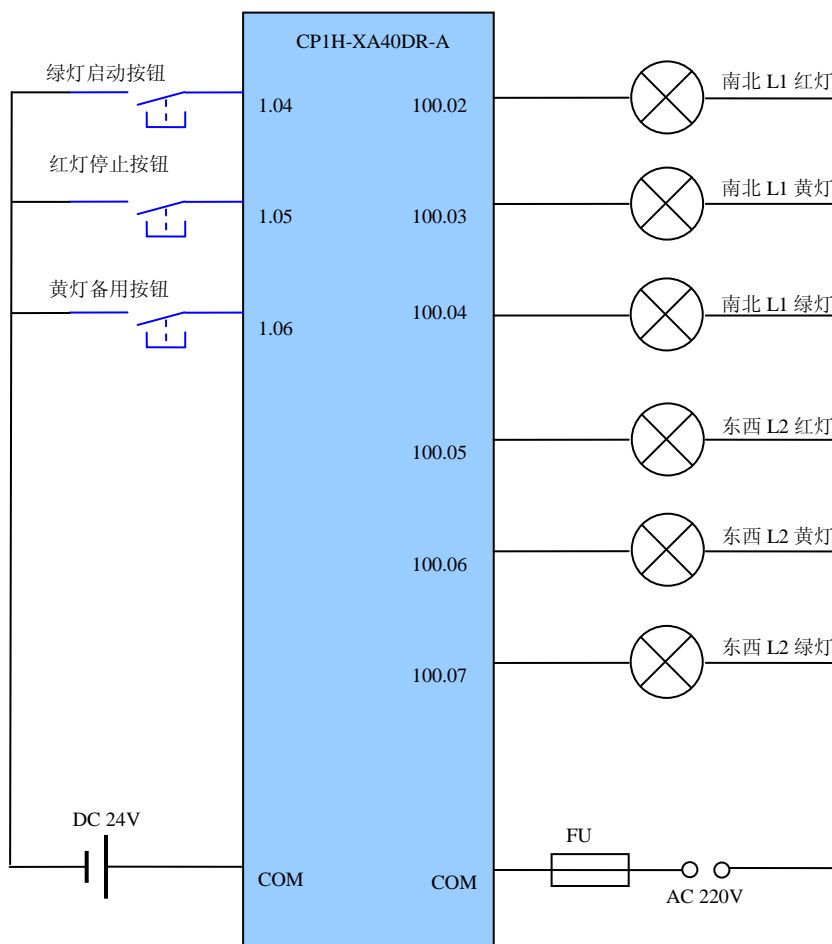 CP1H-XA40DR-A
绿灯启动按钮
1.04
100.02
南北 L1 红灯
红灯停止按钮
1.05
100.03
南北 L1 黄灯
黄灯备用按钮
1.06
100.04
南北 L1 绿灯
100.05
东西 L2 红灯
100.06
东西 L2 黄灯
100.07
东西 L2 绿灯
DC 24V
COM
COM
FU
AC 220V